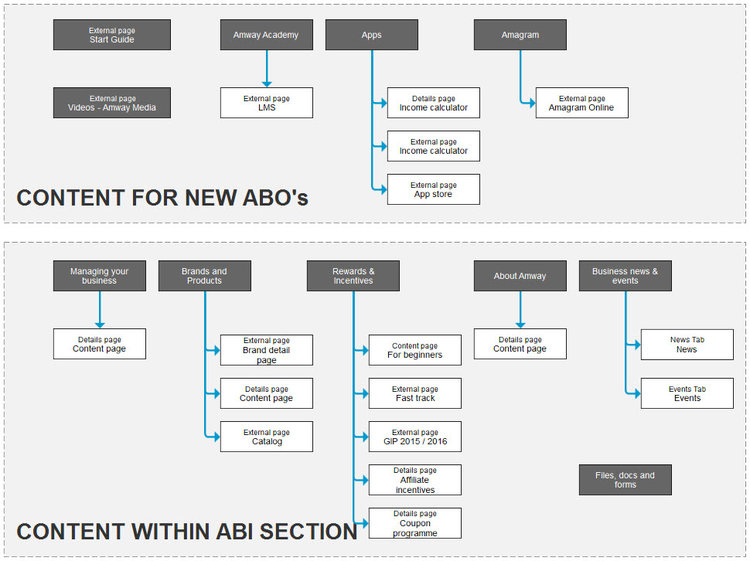 External page
Start Guide
Amway Academy
Apps
Amagram
External page
Videos - Amway Media
External page
LMS
Details page
Income calculator
External page
Amagram Online
External page
Income calculator
External page
App store
CONTENT FOR NEW ABO's
Managing your
business
Brands and
Products
Rewards &
Incentives
About Amway
Business news &
events
Details page
Content page
External page
Brand detail
page
Content page
For beginners
Details page
Content page
News Tab
News
Details page
Content page
External page
Fast track
Events Tab
Events
External page
Catalog
External page
GIP 2015 / 2016
Details page
Affiliate
incentives
Files, docs and
forms
Details page
Coupon
programme
CONTENT WITHIN ABI SECTION